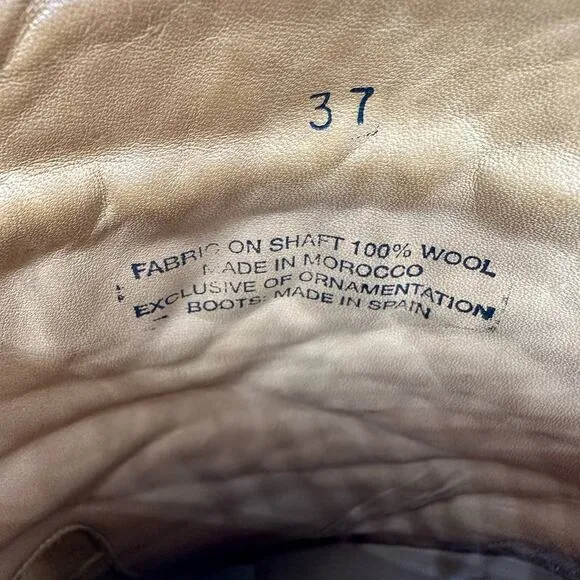 37
FABRIC ON SHAFT 100% WOOL
MADE IN MOROCCO
EXCLUSIVE OF ORNAMENTATION
BOOTS: MADE IN SPAIN